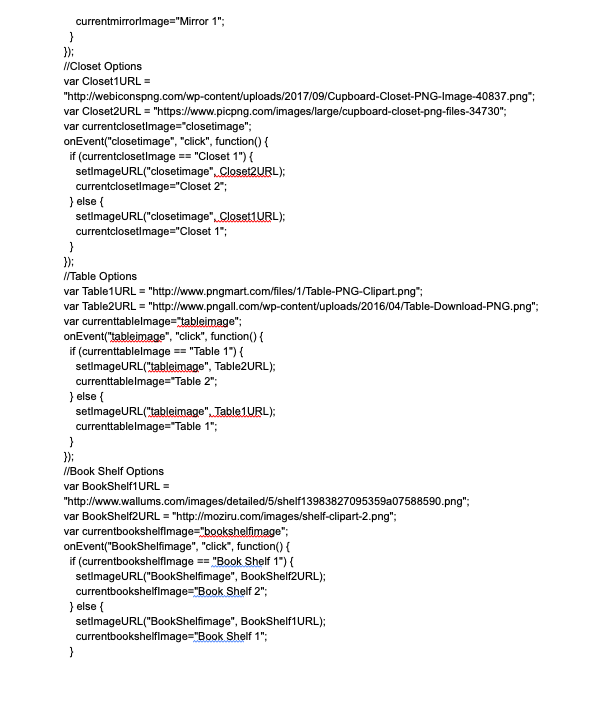 currentmirrorImage="Mirror 1";
}
});
//Closet Options
var Closet1URL =
"http://webiconspng.com/wp-content/uploads/2017/09/Cupboard-Closet-PNG-Image-40837.png";
var Closet2URL = "https://www.picpng.com/images/large/cupboard-closet-png-files-34730";
var currentclosetImage="closetimage";
onEvent("closetimage", "click", function() {
if (currentclosetImage == "Closet 1") {
setImageURL("closetimage", Closet2URL);
currentclosetImage="Closet 2";
} else {
setImageURL("closetimage", Closet1URL);
currentclosetImage="Closet 1";
}
});
//Table Options
var Table1URL = "http://www.pngmart.com/files/1/Table-PNG-Clipart.png";
var Table2URL = "http://www.pngall.com/wp-content/uploads/2016/04/Table-Download-PNG.png";
var currenttableImage="tableimage";
onEvent("tableimage", "click", function() {
if (currenttableImage == "Table 1") {
setImageURL("tableimage", Table2URL);
currenttableImage="Table 2";
} else {
setImageURL("tableimage", Table1URL);
currenttableImage="Table 1";
}
});
//Book Shelf Options
var BookShelf1URL =
"http://www.wallums.com/images/detailed/5/shelf13983827095359a07588590.png";
var BookShelf2URL = "http://moziru.com/images/shelf-clipart-2.png";
var currentbookshelfImage="bookshelfimage";
onEvent("BookShelfimage", "click", function() {
if (currentbookshelfImage == "Book Shelf 1") {
setImageURL("BookShelfimage", BookShelf2URL);
currentbookshelfImage="Book Shelf 2";
} else {
setImageURL("BookShelfimage", BookShelf1URL);
currentbookshelfImage="Book Shelf 1";
}